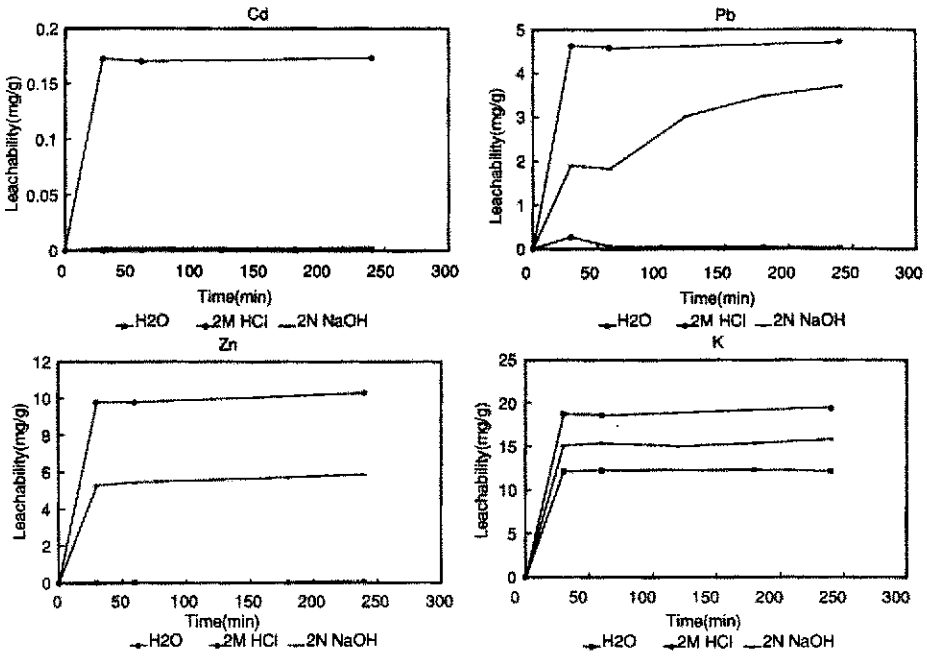 Cd
Leachability(mg/g)
0.2
0.15
0.1
0.05
0
0 50 100 150 200 250 300
Time(min)
H2O 2M HCl 2N NaOH
Pb
Leachability(mg/g)
5
4
3
2
1
0
0 50 100 150 200 250 300
Time(min)
H2O 2M HCl 2N NaOH
Zn
Leachability(mg/g)
12
10
8
6
4
2
0
0 50 100 150 200 250 300
Time(min)
H2O 2M HCl 2N NaOH
K
Leachability(mg/g)
25
20
15
10
5
0
0 50 100 150 200 250 300
Time(min)
H2O 2M HCl 2N NaOH